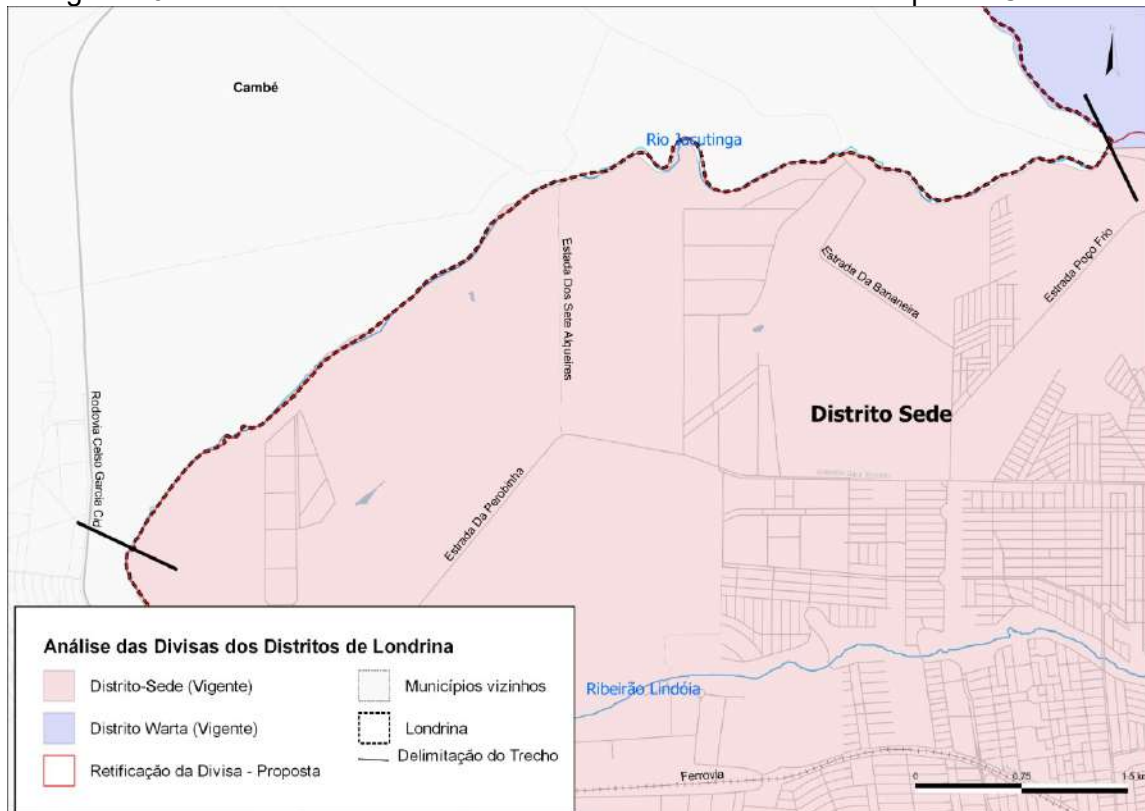 Cambé
Rio Jacutinga
Estada Dos Sete Alqueires
Estrada Da Bananeira
Estrada Poço Frio
Rodovia Celso Garcia Cid
Distrito Sede
Estrada Da Perobinha
Ribeirão Lindóia
Ferrovia
0 0.75 1.5 km
Análise das Divisas dos Distritos de Londrina
Distrito-Sede (Vigente)
Distrito Warta (Vigente)
Retificação da Divisa - Proposta
Municípios vizinhos
Londrina
Delimitação do Trecho